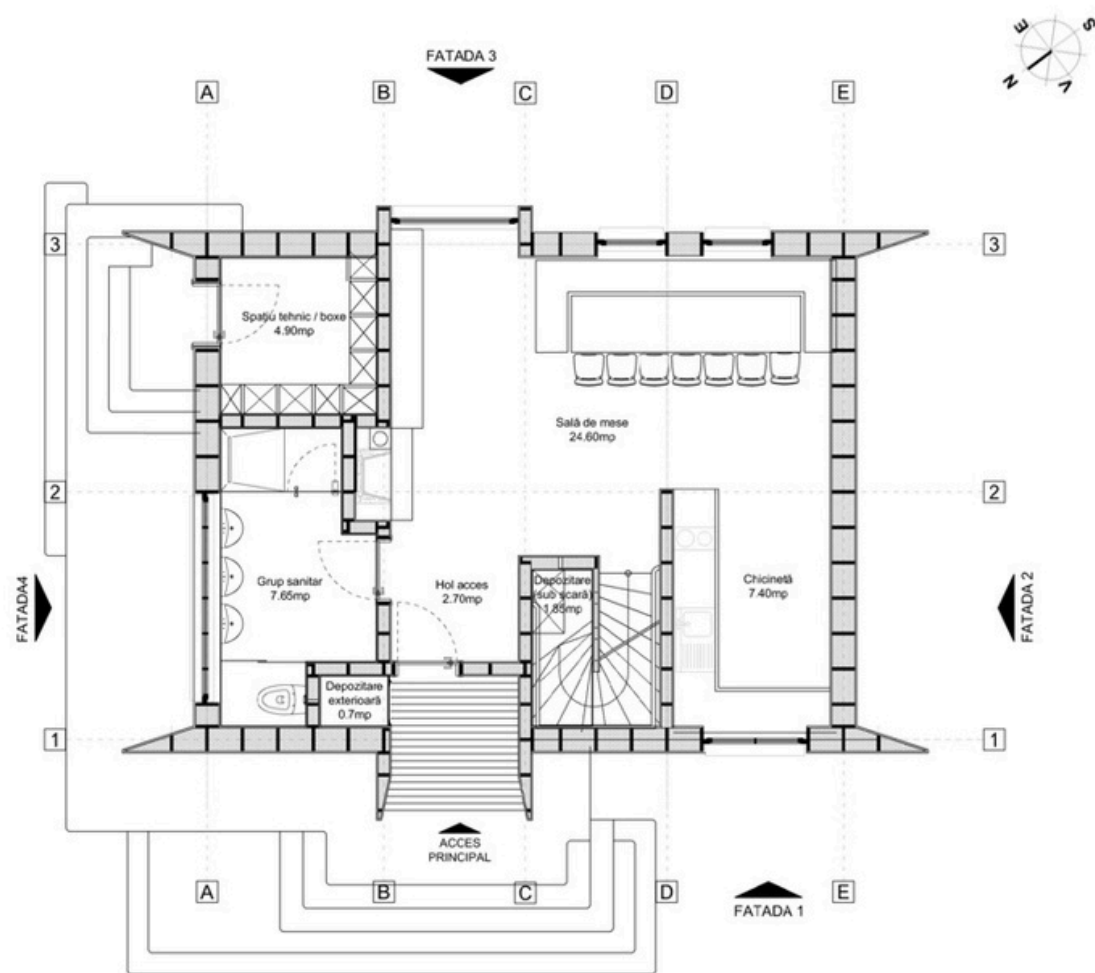 E
S
N
V
FATADA 3
A
B
C
D
E
3
3
Spațiu tehnic / boxe
4.90mp
Sală de mese
24.60mp
2
2
Grup sanitar
7.65mp
Hol acces
2.70mp
Depozitare
(sub scară)
1.85mp
Chicinetă
7.40mp
FATADA4
FATADA 2
Depozitare
exterioară
0.7mp
1
1
ACCES
PRINCIPAL
A
B
C
D
E
FATADA 1